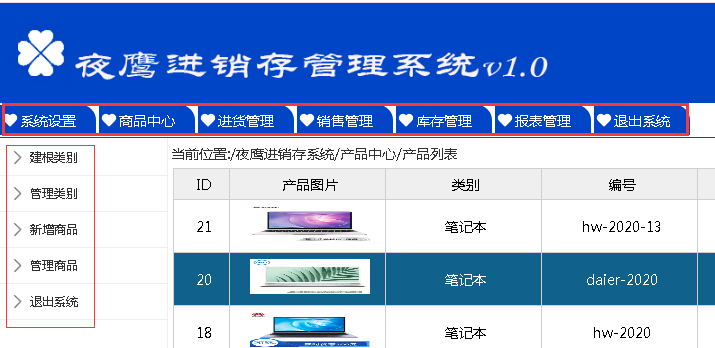 夜鹰进销存管理系统v1.0
系统设置 商品中心 进货管理 销售管理 库存管理 报表管理 退出系统
建根类别
管理类别
新增商品
管理商品
退出系统
当前位置:/夜鹰进销存系统/产品中心/产品列表
ID 产品图片 类别 编号
21 笔记本 hw-2020-13
20 笔记本 daier-2020
18 笔记本 hw-2020